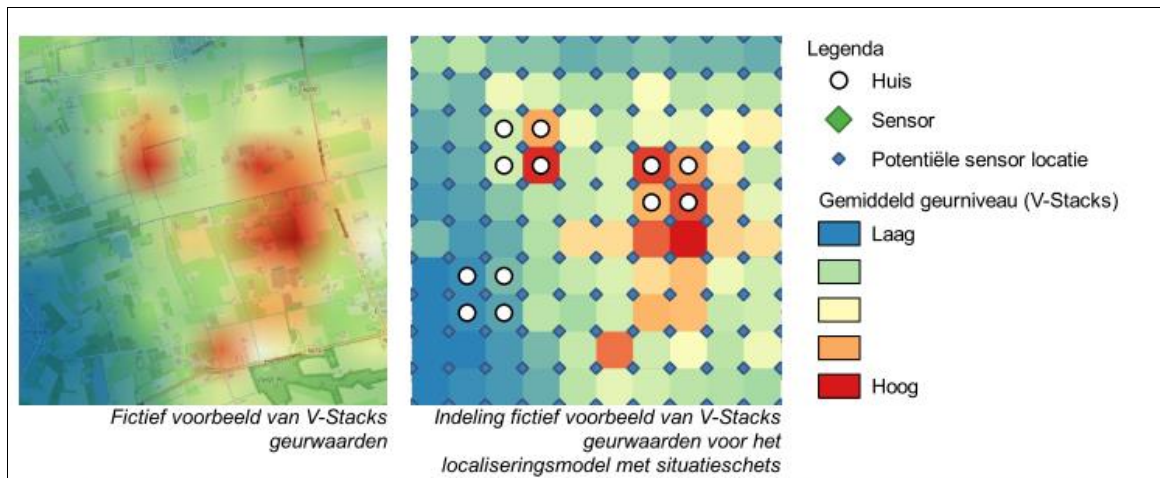 Fictief voorbeeld van V-Stacks
geurwaarden
Indeling fictief voorbeeld van V-Stacks
geurwaarden voor het
localiseringsmodel met situatieschets
Legenda
Huis
Sensor
Potentiële sensor locatie
Gemiddeld geurniveau (V-Stacks)
Laag
Hoog